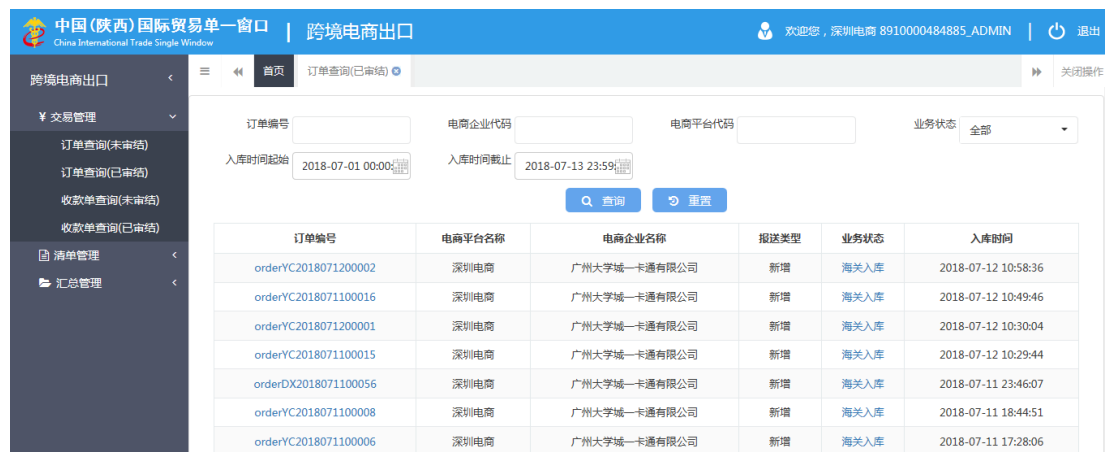 中国(陕西)国际贸易单一窗口 | 跨境电商出口
China International Trade Single Window
欢迎您，深圳电商 8910000484885_ADMIN | 退出
跨境电商出口
首页 订单查询(已审结) 关闭操作
¥ 交易管理
订单查询(未审结)
订单查询(已审结)
收款单查询(未审结)
收款单查询(已审结)
清单管理
汇总管理
订单编号 电商企业代码 电商平台代码 业务状态 全部
入库时间起始 2018-07-01 00:00: 入库时间截止 2018-07-13 23:59:
查询 重置
订单编号 电商平台名称 电商企业名称 报送类型 业务状态 入库时间
orderYC2018071200002 深圳电商 广州大学城一卡通有限公司 新增 海关入库 2018-07-12 10:58:36
orderYC2018071100016 深圳电商 广州大学城一卡通有限公司 新增 海关入库 2018-07-12 10:49:46
orderYC2018071200001 深圳电商 广州大学城一卡通有限公司 新增 海关入库 2018-07-12 10:30:04
orderYC2018071100015 深圳电商 广州大学城一卡通有限公司 新增 海关入库 2018-07-12 10:29:44
orderDX2018071100056 深圳电商 广州大学城一卡通有限公司 新增 海关入库 2018-07-11 23:46:07
orderYC2018071100008 深圳电商 广州大学城一卡通有限公司 新增 海关入库 2018-07-11 18:44:51
orderYC2018071100006 深圳电商 广州大学城一卡通有限公司 新增 海关入库 2018-07-11 17:28:06